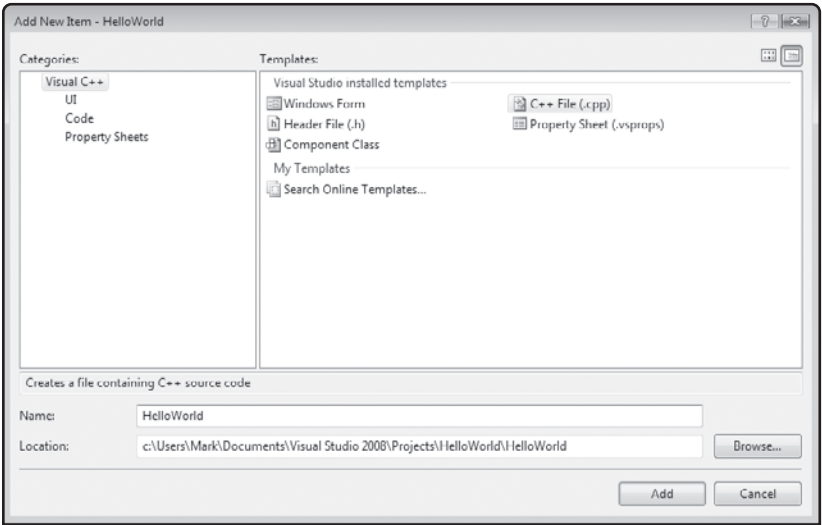 Add New Item - HelloWorld
Categories:
Templates:
Visual C++
UI
Code
Property Sheets
Visual Studio installed templates
Windows Form
C++ File (.cpp)
Header File (.h)
Property Sheet (.vsprops)
Component Class
My Templates
Search Online Templates...
Creates a file containing C++ source code
Name:
HelloWorld
Location:
c:\Users\Mark\Documents\Visual Studio 2008\Projects\HelloWorld\HelloWorld
Browse...
Add
Cancel